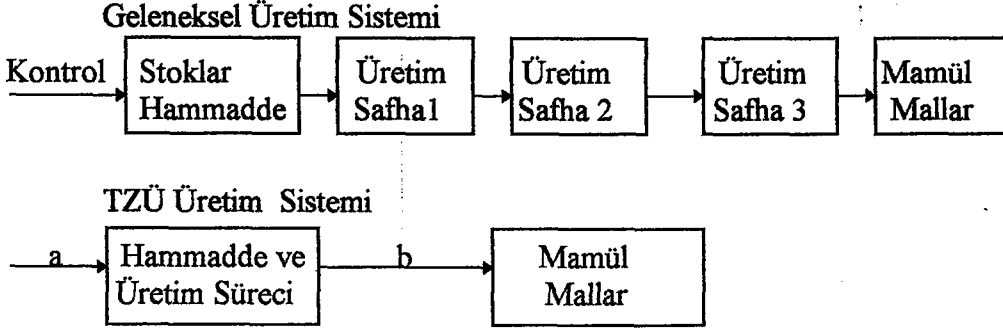 Geleneksel Üretim Sistemi
Kontrol
Stoklar
Hammadde
Üretim
Safha1
Üretim
Safha 2
Üretim
Safha 3
Mamül
Mallar
TZÜ Üretim Sistemi
a
Hammadde ve
Üretim Süreci
b
Mamül
Mallar